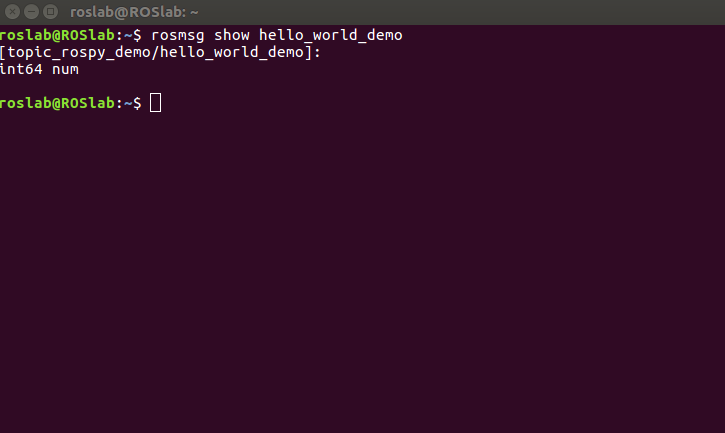 roslab@ROSlab: ~
roslab@ROSlab:~$ rosmsg show hello_world_demo
[topic_rospy_demo/hello_world_demo]:
int64 num
roslab@ROSlab:~$